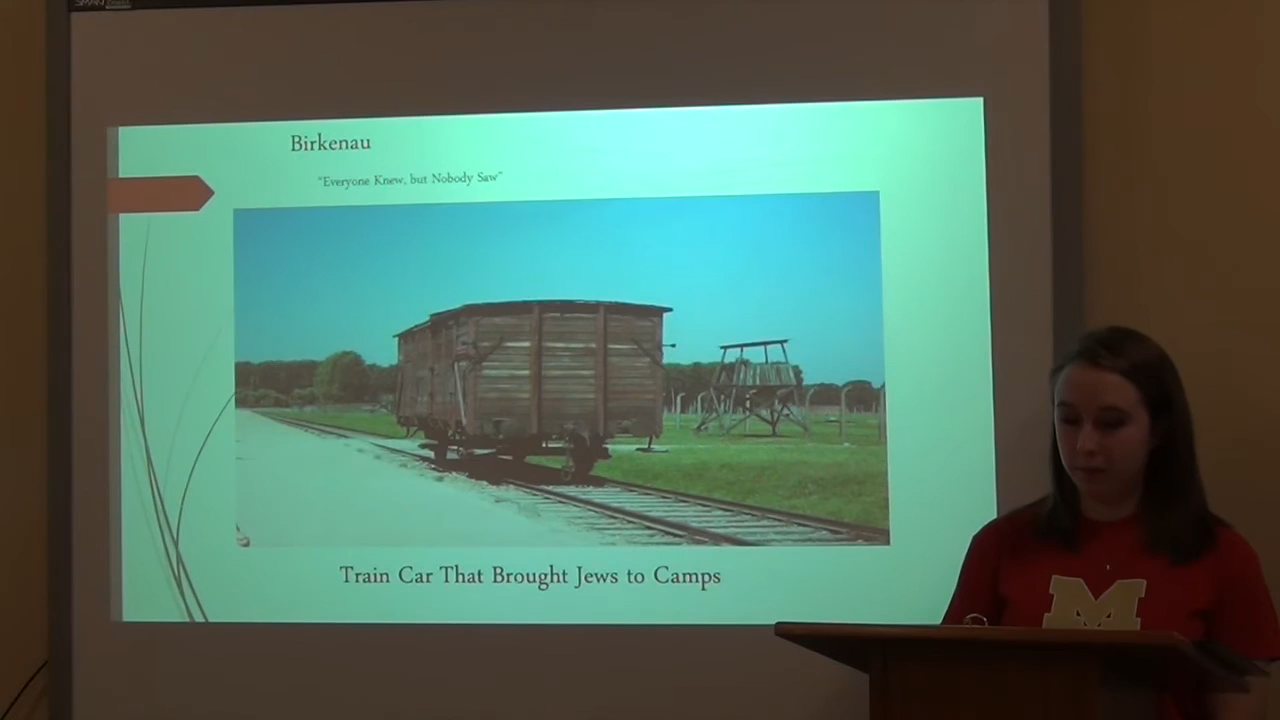 Birkenau
“Everyone Knew, but Nobody Saw”
Train Car That Brought Jews to Camps
M